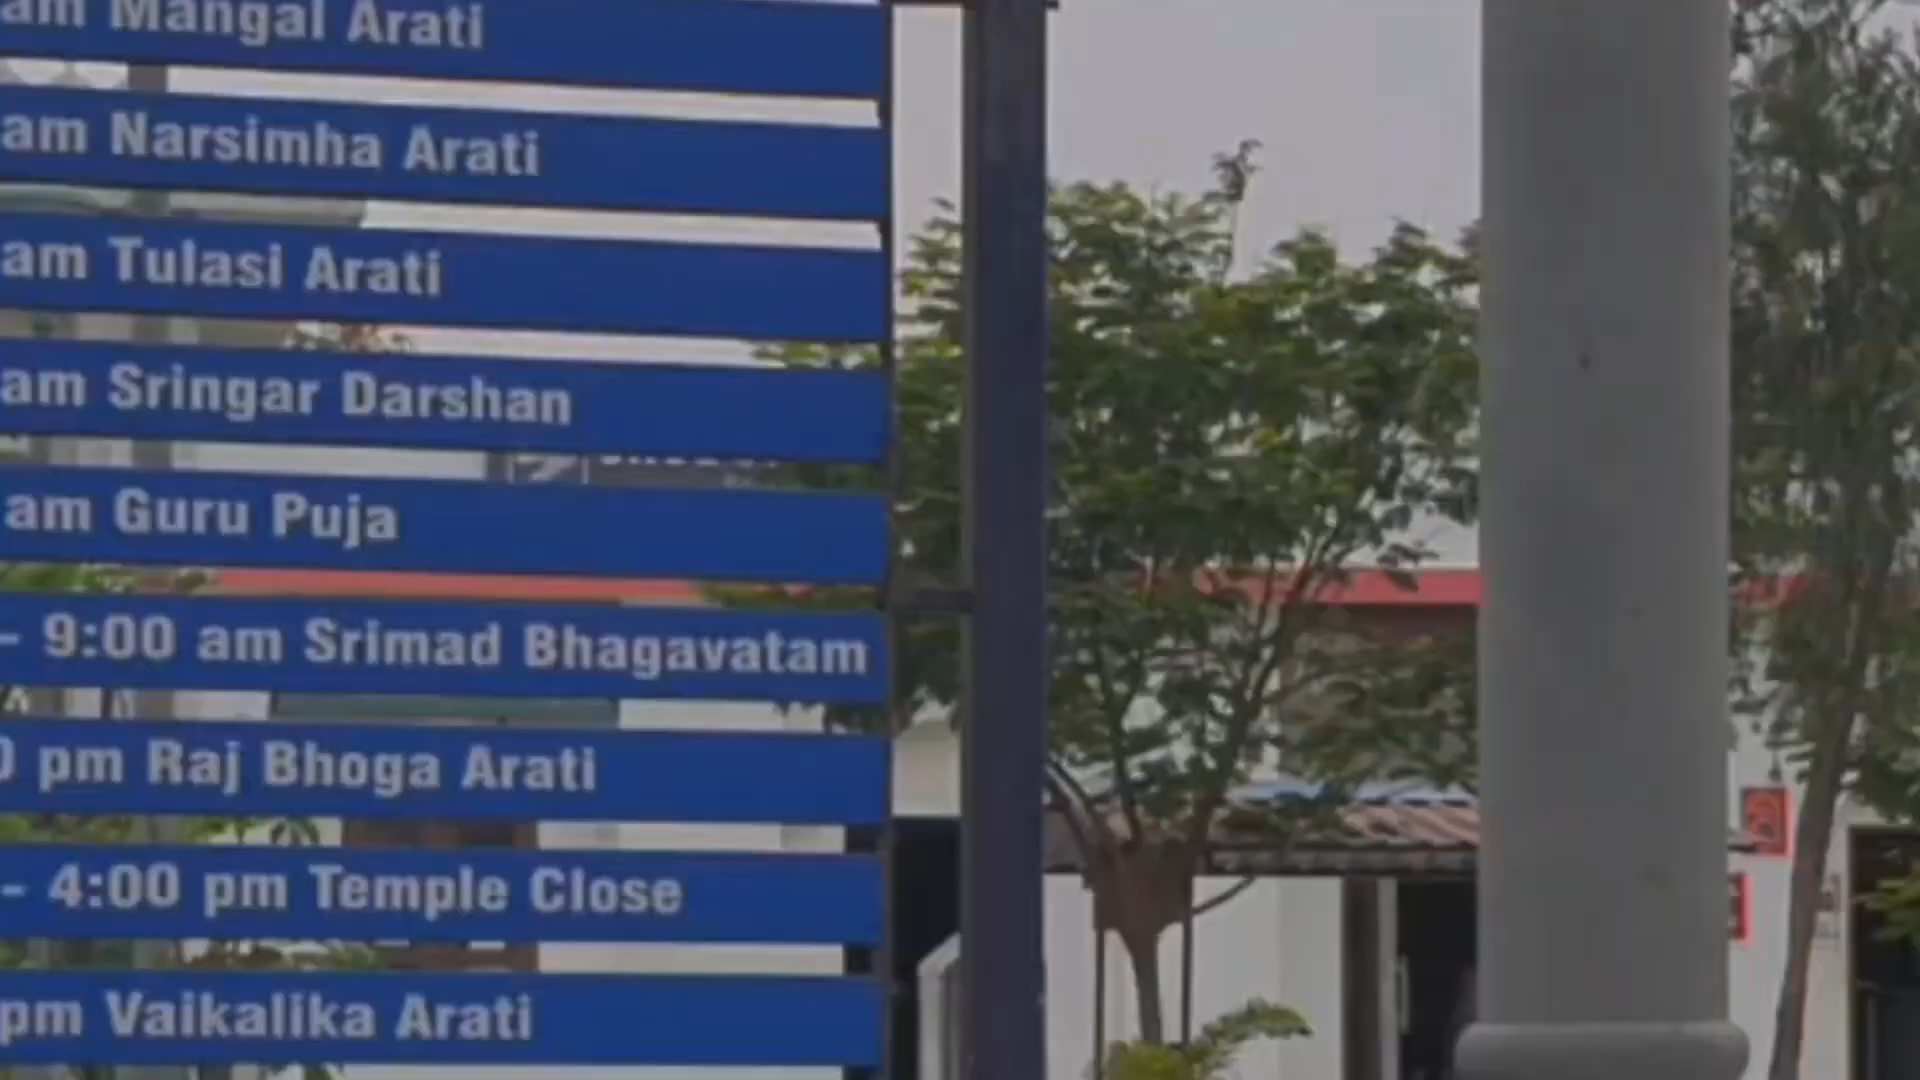 am Mangal Arati
am Narsimha Arati
am Tulasi Arati
am Sringar Darshan
am Guru Puja
– 9:00 am Srimad Bhagavatam
pm Raj Bhoga Arati
- 4:00 pm Temple Close
pm Vaikalika Arati